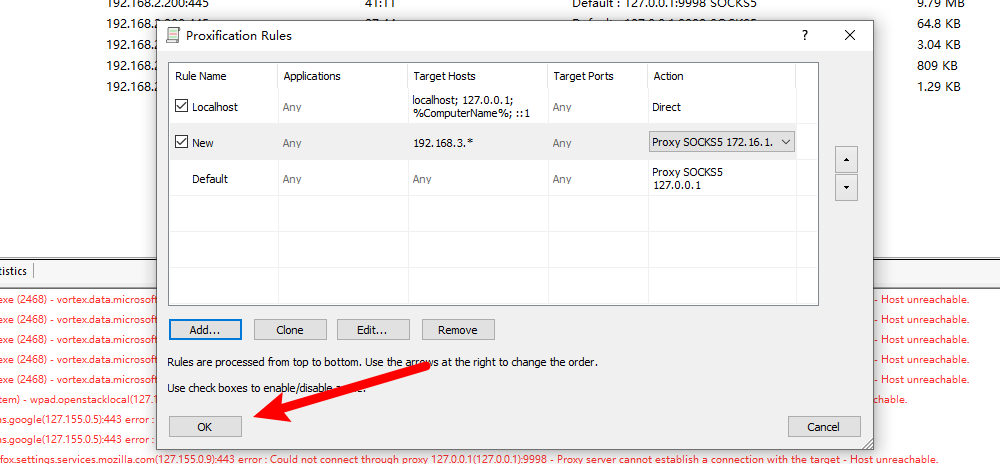 192.168.2.200:445 41:11 Default : 127.0.0.1:9998 SOCKS5 9.79 MB
64.8 KB
192.168.2 3.04 KB
192.168.2 809 KB
192.168.2 1.29 KB
Proxification Rules
Rule Name Applications Target Hosts Target Ports Action
Localhost Any localhost; 127.0.0.1; Any Direct
%ComputerName%; ::1
New Any 192.168.3.* Any Proxy SOCKS5 172.16.1.
Default Any Any Any Proxy SOCKS5
127.0.0.1
tistics
exe (2468) - vortex.data.microsoft - Host unreachable.
exe (2468) - vortex.data.microsoft - Host unreachable.
exe (2468) - vortex.data.microsoft - Host unreachable.
exe (2468) - vortex.data.microsoft - Host unreachable.
exe (2468) - vortex.data.microsoft - Host unreachable.
tem) - wpad.openstacklocal(127.15 chable.
ns.google(127.155.0.5):443 error :
ns.google(127.155.0.5):443 error :
fox.settings.services.mozilla.com(127.155.0.9):443 error : Could not connect through proxy 127.0.0.1(127.0.0.1):9998 - Proxy server cannot establish a connection with the target - Host unreachable.
Add... Clone Edit... Remove
Rules are processed from top to bottom. Use the arrows at the right to change the order.
Use check boxes to enable/disable
OK Cancel